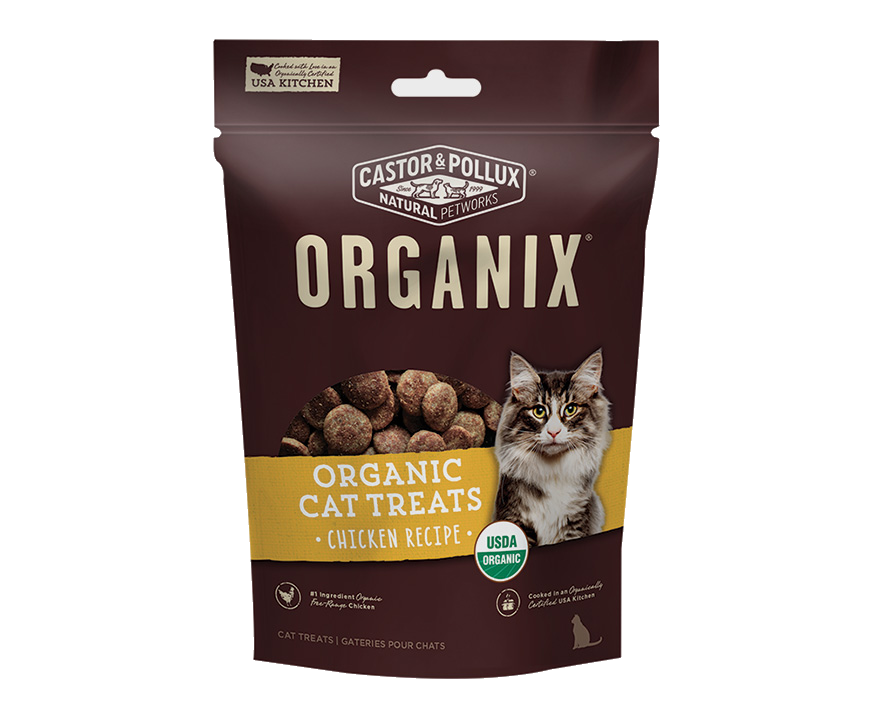 Cooked with Love in an
Organically Certified
USA KITCHEN
CASTOR & POLLUX ®
Since 1999
NATURAL PETWORKS
ORGANIX ®
ORGANIC
CAT TREATS
• CHICKEN RECIPE •
USDA
ORGANIC
#1 Ingredient Organic
Free-Range Chicken
Cooked in an Organically
Certified USA Kitchen
CAT TREATS | GATERIES POUR CHATS